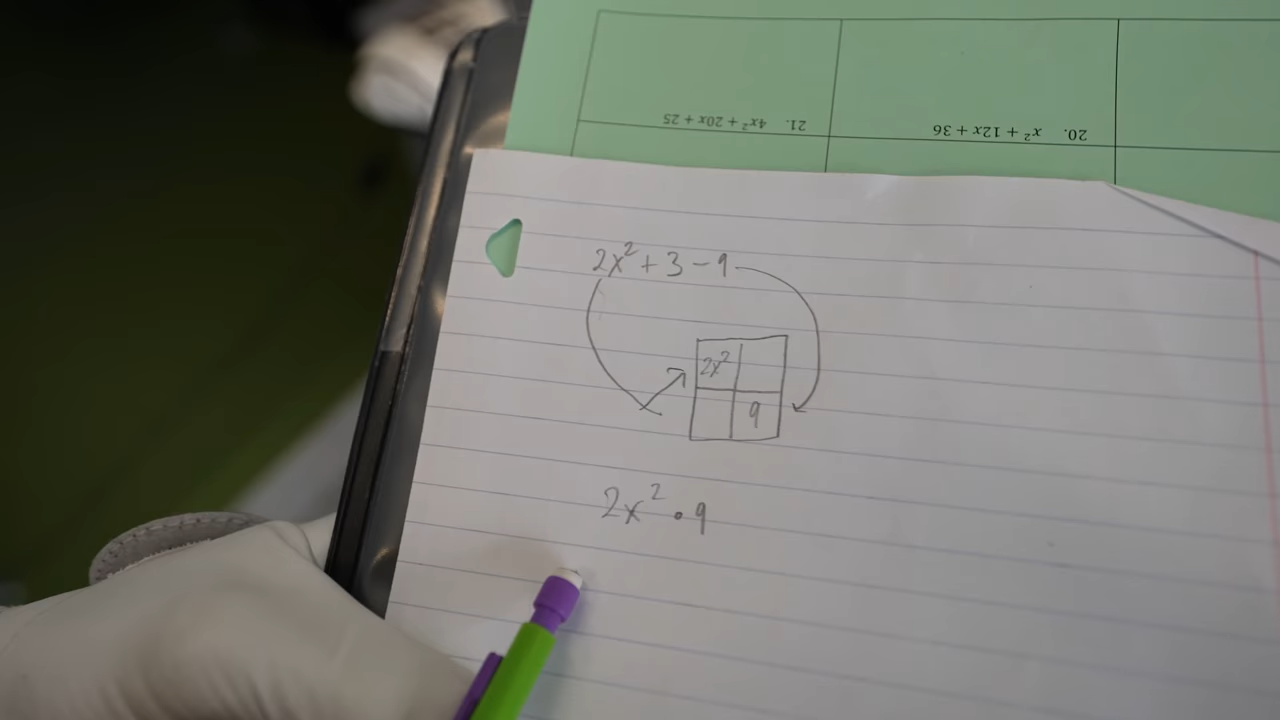 21. 4x² + 20x + 25
20. x² + 12x + 36
2x² + 3 - 9
2x²
9
2x² • 9